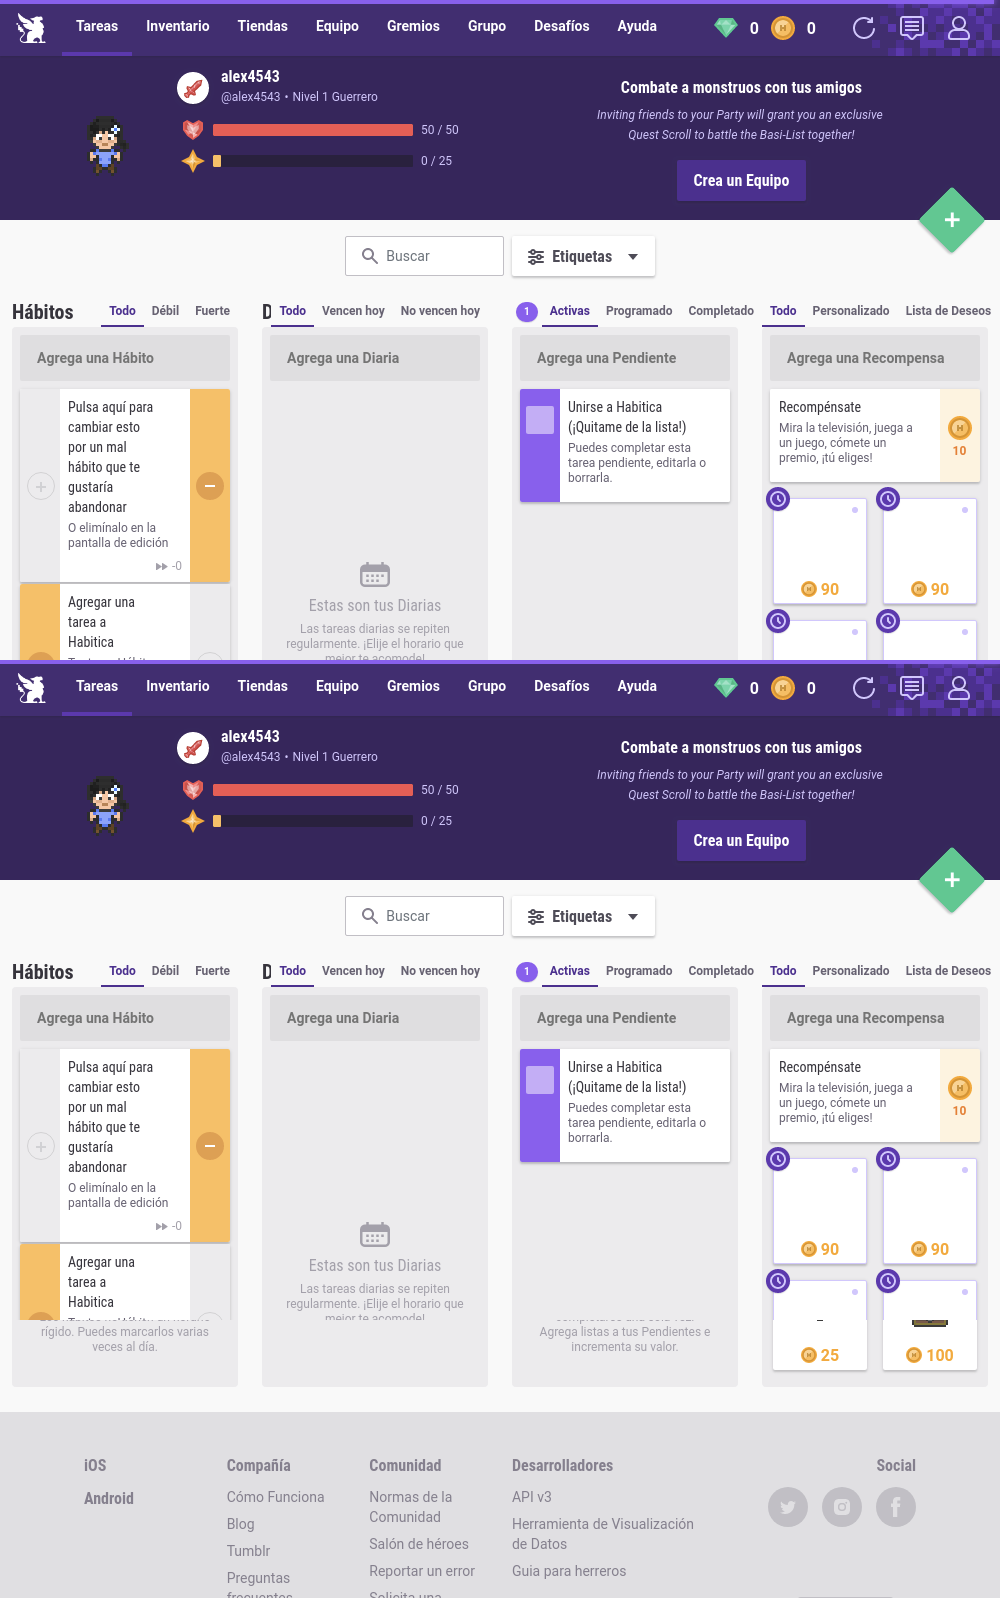 Tareas Inventario Tiendas Equipo Gremios Grupo Desafíos Ayuda 0 0
alex4543
@alex4543 • Nivel 1 Guerrero
50 / 50
0 / 25
Combate a monstruos con tus amigos
Inviting friends to your Party will grant you an exclusive
Quest Scroll to battle the Basi-List together!
Crea un Equipo
Buscar
Etiquetas
Hábitos Todo Débil Fuerte
Agrega una Hábito
Pulsa aquí para
cambiar esto
por un mal
hábito que te
gustaría
abandonar
O elimínalo en la
pantalla de edición
-0
Agregar una
tarea a
Habitica
D Todo Vencen hoy No vencen hoy
Agrega una Diaria
Estas son tus Diarias
Las tareas diarias se repiten
regularmente. ¡Elije el horario que
mejor te acomode!
1 Activas Programado Completado
Agrega una Pendiente
Unirse a Habitica
(¡Quitame de la lista!)
Puedes completar esta
tarea pendiente, editarla o
borrarla.
Todo Personalizado Lista de Deseos
Agrega una Recompensa
Recompénsate
Mira la televisión, juega a
un juego, cómete un
premio, ¡tú eliges!
10
90 90
Tareas Inventario Tiendas Equipo Gremios Grupo Desafíos Ayuda 0 0
alex4543
@alex4543 • Nivel 1 Guerrero
50 / 50
0 / 25
Combate a monstruos con tus amigos
Inviting friends to your Party will grant you an exclusive
Quest Scroll to battle the Basi-List together!
Crea un Equipo
Buscar
Etiquetas
Hábitos Todo Débil Fuerte
Agrega una Hábito
Pulsa aquí para
cambiar esto
por un mal
hábito que te
gustaría
abandonar
O elimínalo en la
pantalla de edición
-0
Agregar una
tarea a
Habitica
rígido. Puedes marcarlos varias
veces al día.
D Todo Vencen hoy No vencen hoy
Agrega una Diaria
Estas son tus Diarias
Las tareas diarias se repiten
regularmente. ¡Elije el horario que
mejor te acomode!
1 Activas Programado Completado
Agrega una Pendiente
Unirse a Habitica
(¡Quitame de la lista!)
Puedes completar esta
tarea pendiente, editarla o
borrarla.
Agrega listas a tus Pendientes e
incrementa su valor.
Todo Personalizado Lista de Deseos
Agrega una Recompensa
Recompénsate
Mira la televisión, juega a
un juego, cómete un
premio, ¡tú eliges!
10
90 90
25 100
iOS
Android
Compañía
Cómo Funciona
Blog
Tumblr
Preguntas
frecuentes
Comunidad
Normas de la
Comunidad
Salón de héroes
Reportar un error
Solicita una
Desarrolladores
API v3
Herramienta de Visualización
de Datos
Guia para herreros
Social